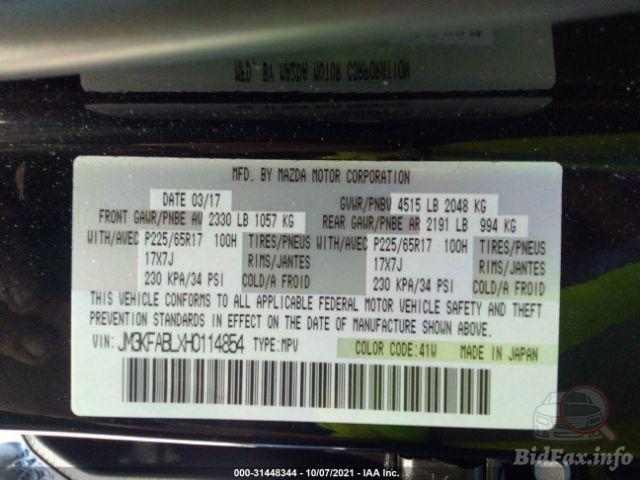 MFD. BY MAZDA MOTOR CORPORATION
MFD. BY MAZDA MOTOR CORPORATION
DATE 03/17 GVWR/PNBV 4515 LB 2048 KG
FRONT GAWR/PNBE AV 2330 LB 1057 KG REAR GAWR/PNBE AR 2191 LB 994 KG
WITH/AVEC P225/65R17 100H TIRES/PNEUS WITH/AVEC P225/65R17 100H TIRES/PNEUS
17X7J RIMS/JANTES 17X7J RIMS/JANTES
230 KPA/34 PSI COLD/A FROID 230 KPA/34 PSI COLD/A FROID
THIS VEHICLE CONFORMS TO ALL APPLICABLE FEDERAL MOTOR VEHICLE SAFETY AND THEFT
PREVENTION STANDARDS IN EFFECT ON THE DATE OF MANUFACTURE SHOWN ABOVE.
VIN: JM3KFABLXH0114854 TYPE:MPV COLOR CODE:41W MADE IN JAPAN
000-31448344 - 10/07/2021 - IAA Inc.
BidFax.info